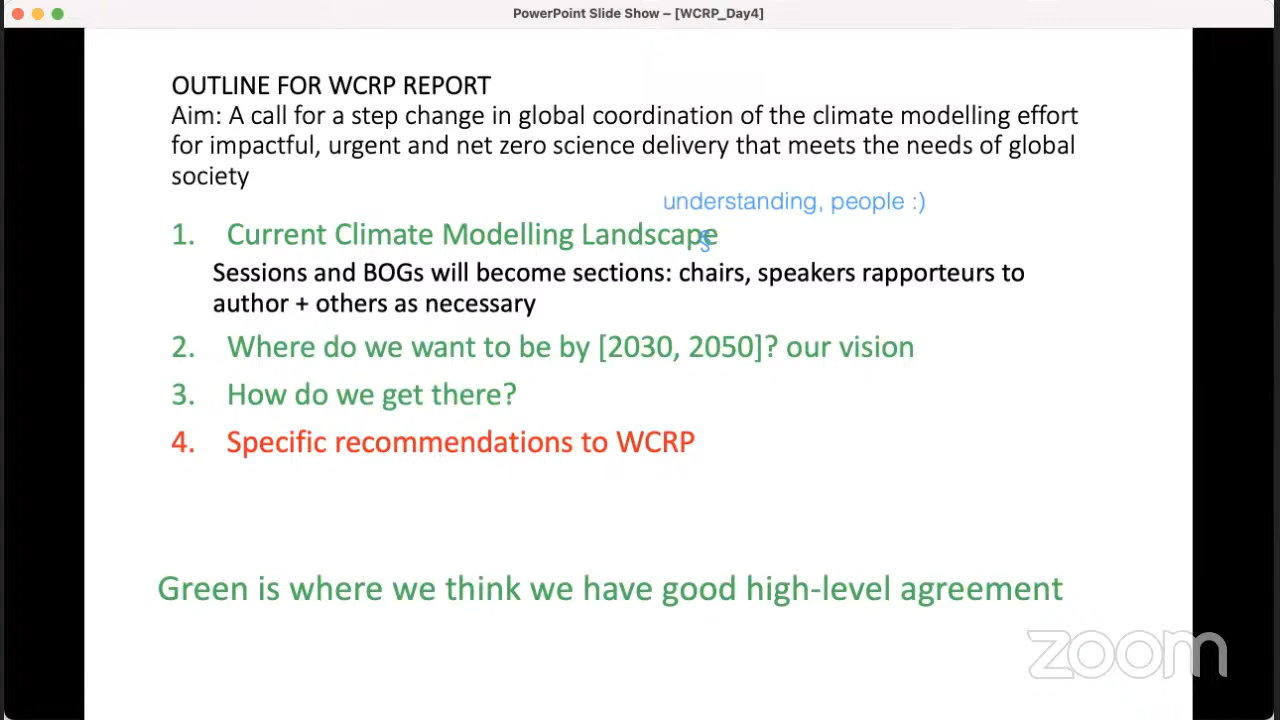 PowerPoint Slide Show – [WCRP_Day4]
OUTLINE FOR WCRP REPORT
Aim: A call for a step change in global coordination of the climate modelling effort
for impactful, urgent and net zero science delivery that meets the needs of global
society
understanding, people :)
1. Current Climate Modelling Landscape
§
Sessions and BOGs will become sections: chairs, speakers rapporteurs to
author + others as necessary
2. Where do we want to be by [2030, 2050]? our vision
3. How do we get there?
4. Specific recommendations to WCRP
Green is where we think we have good high-level agreement
zoom